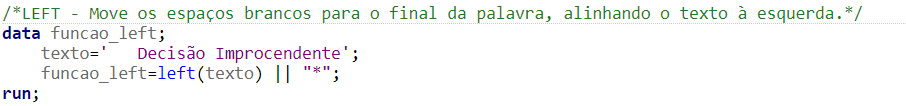 /*LEFT - Move os espaços brancos para o final da palavra, alinhando o texto à esquerda.*/
data funcao_left;
    texto='   Decisão Improcendente';
    funcao_left=left(texto) || "*";
run;